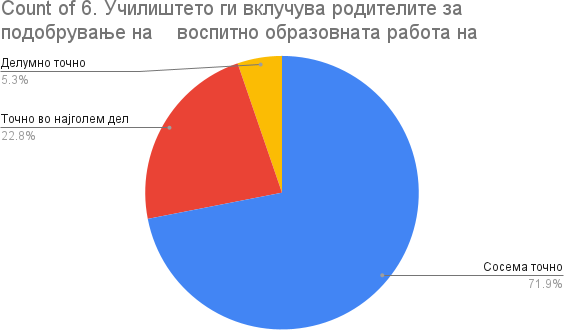 Count of 6. Училиштето ги вклучува родителите за
подобрување на    воспитно образовната работа на
Делумно точно
5.3%
Точно во најголем дел
22.8%
Сосема точно
71.9%